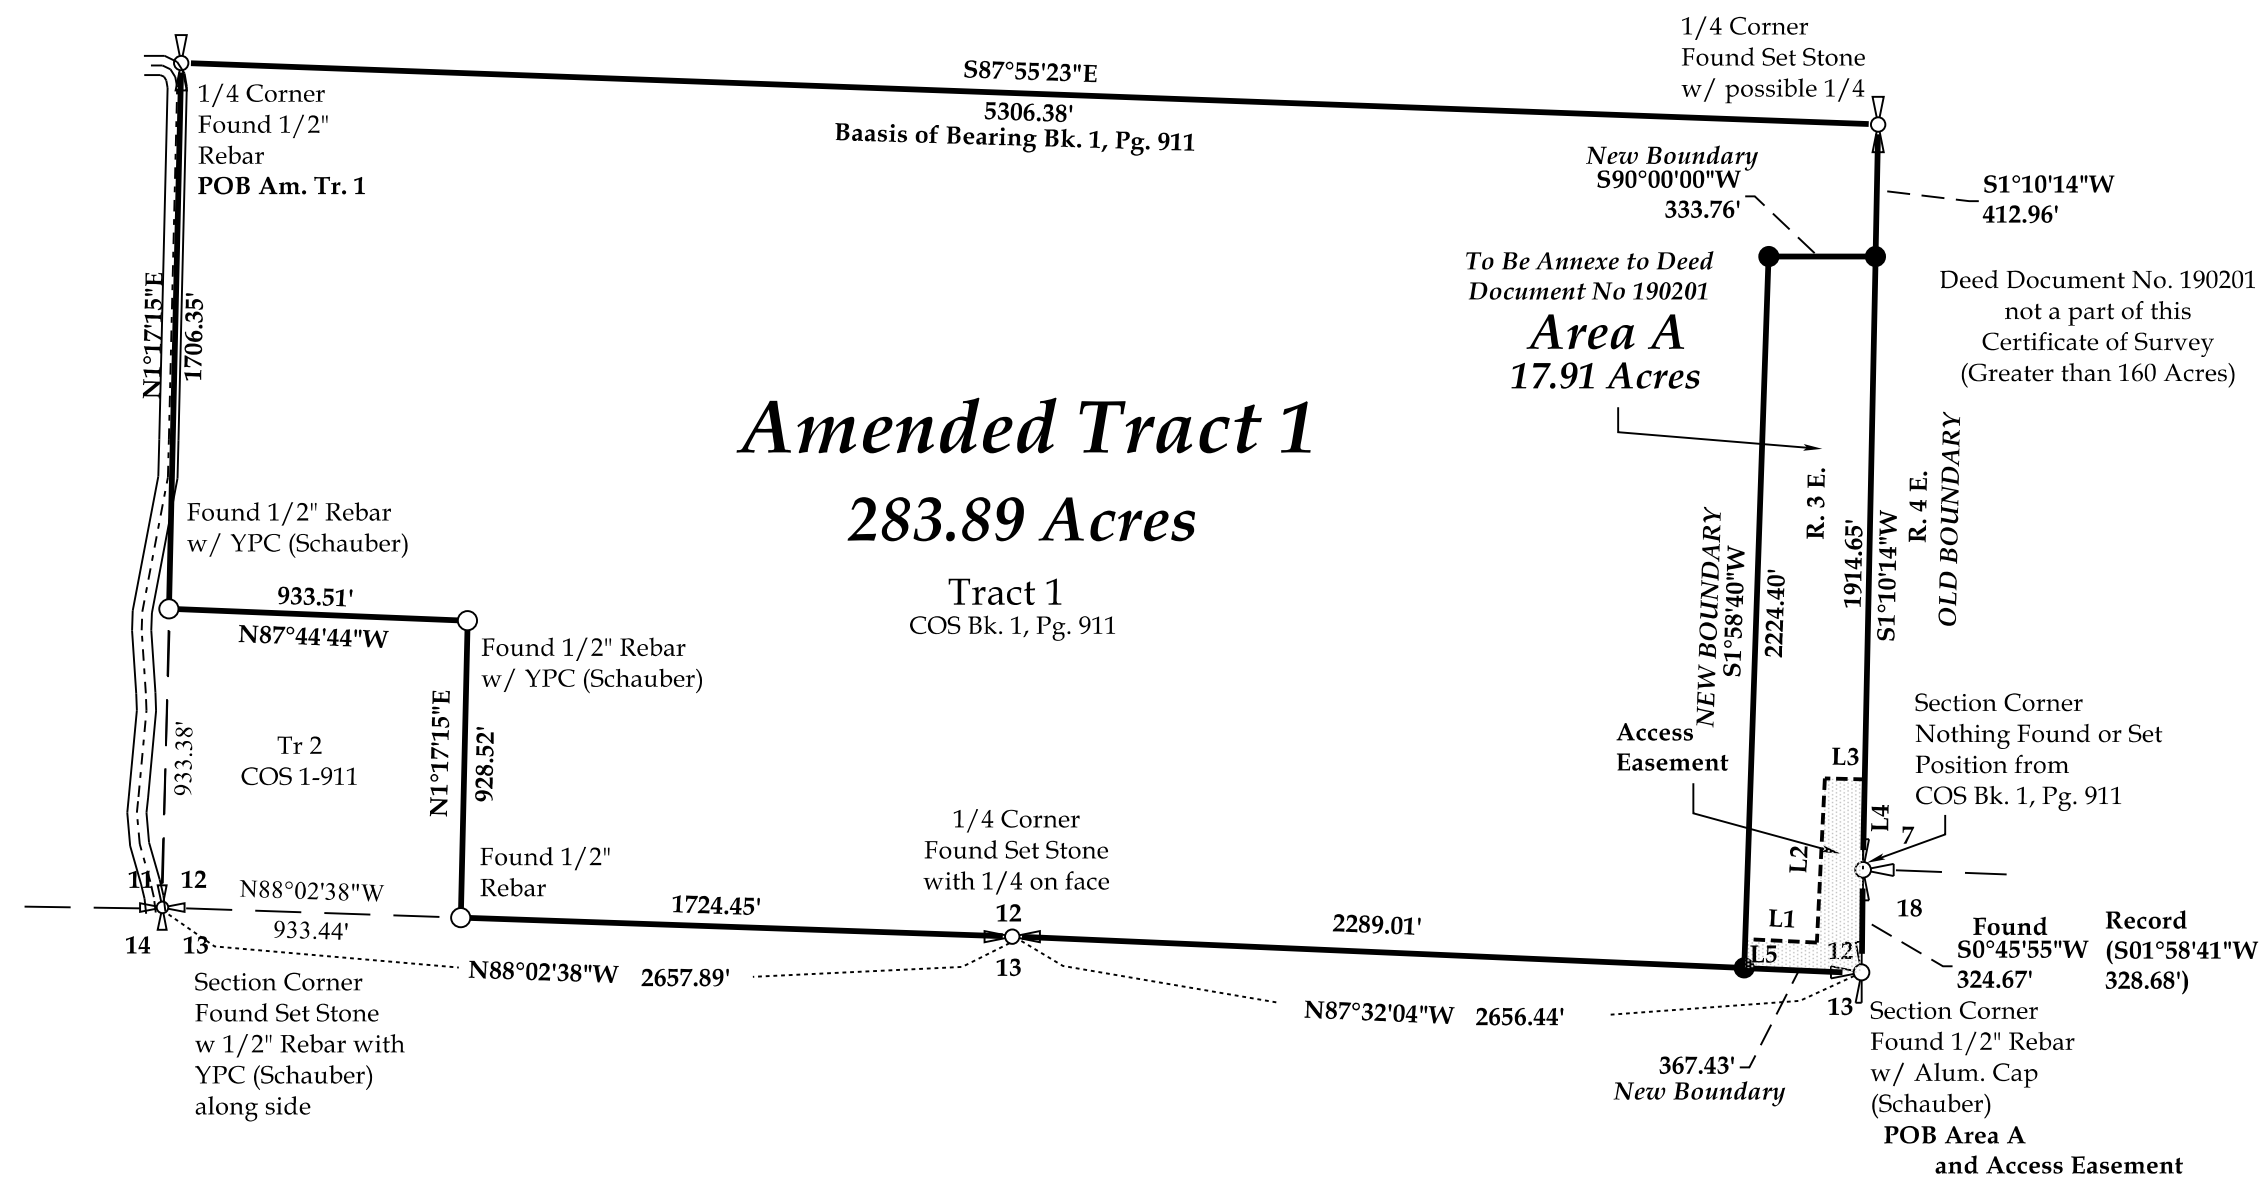 1/4 Corner
Found Set Stone
w/ possible 1/4
S87°55'23"E
5306.38'
Baasis of Bearing Bk. 1, Pg. 911
1/4 Corner
Found 1/2"
Rebar
POB Am. Tr. 1
New Boundary
S90°00'00"W
333.76'
S1°10'14"W
412.96'
To Be Annexe to Deed
Document No 190201
Area A
17.91 Acres
Deed Document No. 190201
not a part of this
Certificate of Survey
(Greater than 160 Acres)
N1°17'15"E
1706.35'
Amended Tract 1
283.89 Acres
Tract 1
COS Bk. 1, Pg. 911
R. 3 E.
R. 4 E.
OLD BOUNDARY
1914.65'
S1°10'14"W
NEW BOUNDARY
S1°58'40"W
2224.40'
Found 1/2" Rebar
w/ YPC (Schauber)
933.51'
N87°44'44"W
Found 1/2" Rebar
w/ YPC (Schauber)
N1°17'15"E
928.52'
933.38'
Tr 2
COS 1-911
Access
Easement
L3
L4
L2
L1
L5
Section Corner
Nothing Found or Set
Position from
COS Bk. 1, Pg. 911
7
18
Found 1/2"
Rebar
1/4 Corner
Found Set Stone
with 1/4 on face
11
12
14
13
N88°02'38"W
933.44'
1724.45'
12
13
2289.01'
12
13
Found
S0°45'55"W
324.67'
Record
(S01°58'41"W
328.68')
N88°02'38"W 2657.89'
N87°32'04"W 2656.44'
Section Corner
Found Set Stone
w 1/2" Rebar with
YPC (Schauber)
along side
367.43'
New Boundary
Section Corner
Found 1/2" Rebar
w/ Alum. Cap
(Schauber)
POB Area A
and Access Easement